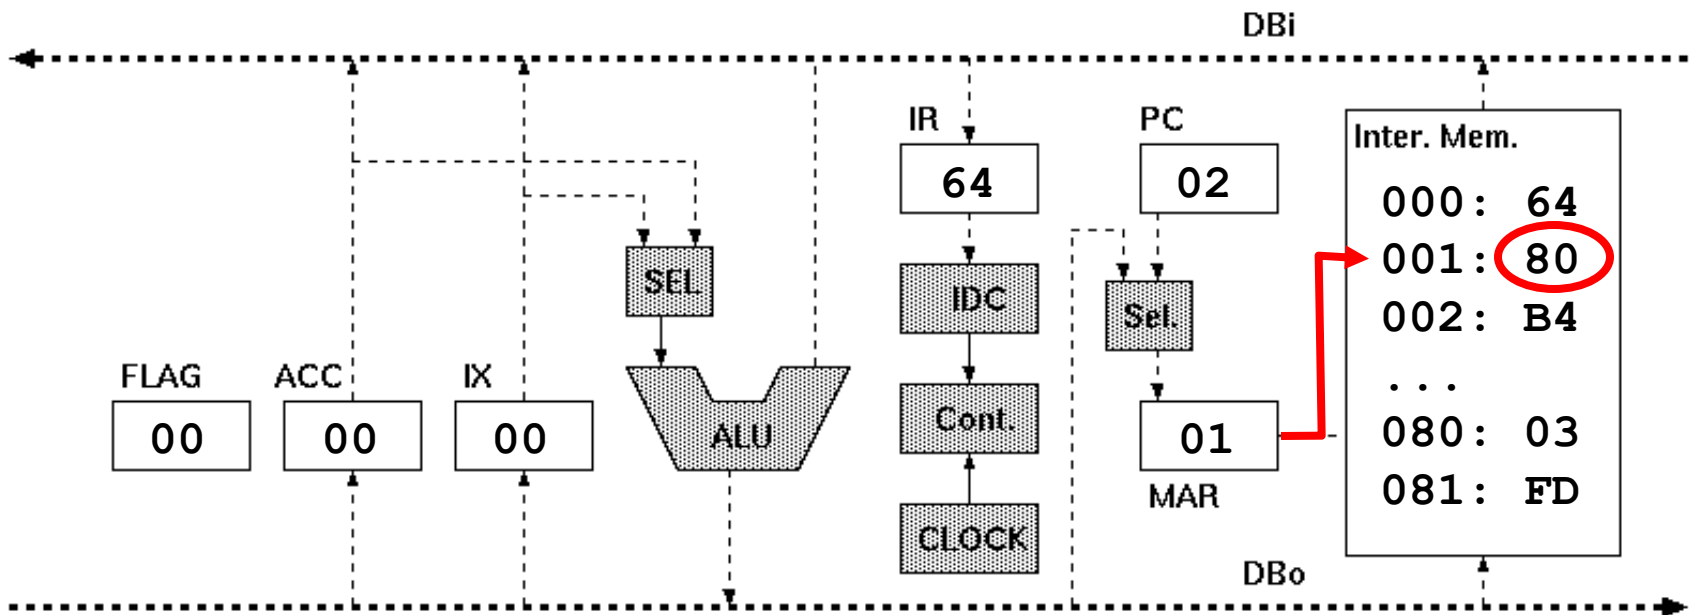 DBi
IR
PC
Inter. Mem.
64
02
000: 64
001: 80
002: B4
...
080: 03
081: FD
SEL
IDC
Sel.
FLAG
ACC
IX
00
00
00
ALU
Cont.
01
MAR
CLOCK
DBo